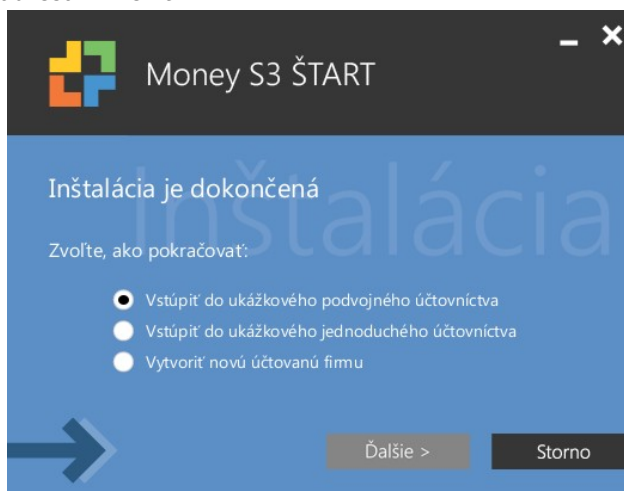 Money S3 ŠTART
Inštalácia
Inštalácia je dokončená
Zvoľte, ako pokračovať:
Vstúpiť do ukážkového podvojného účtovníctva
Vstúpiť do ukážkového jednoduchého účtovníctva
Vytvoriť novú účtovanú firmu
Ďalšie >
Storno